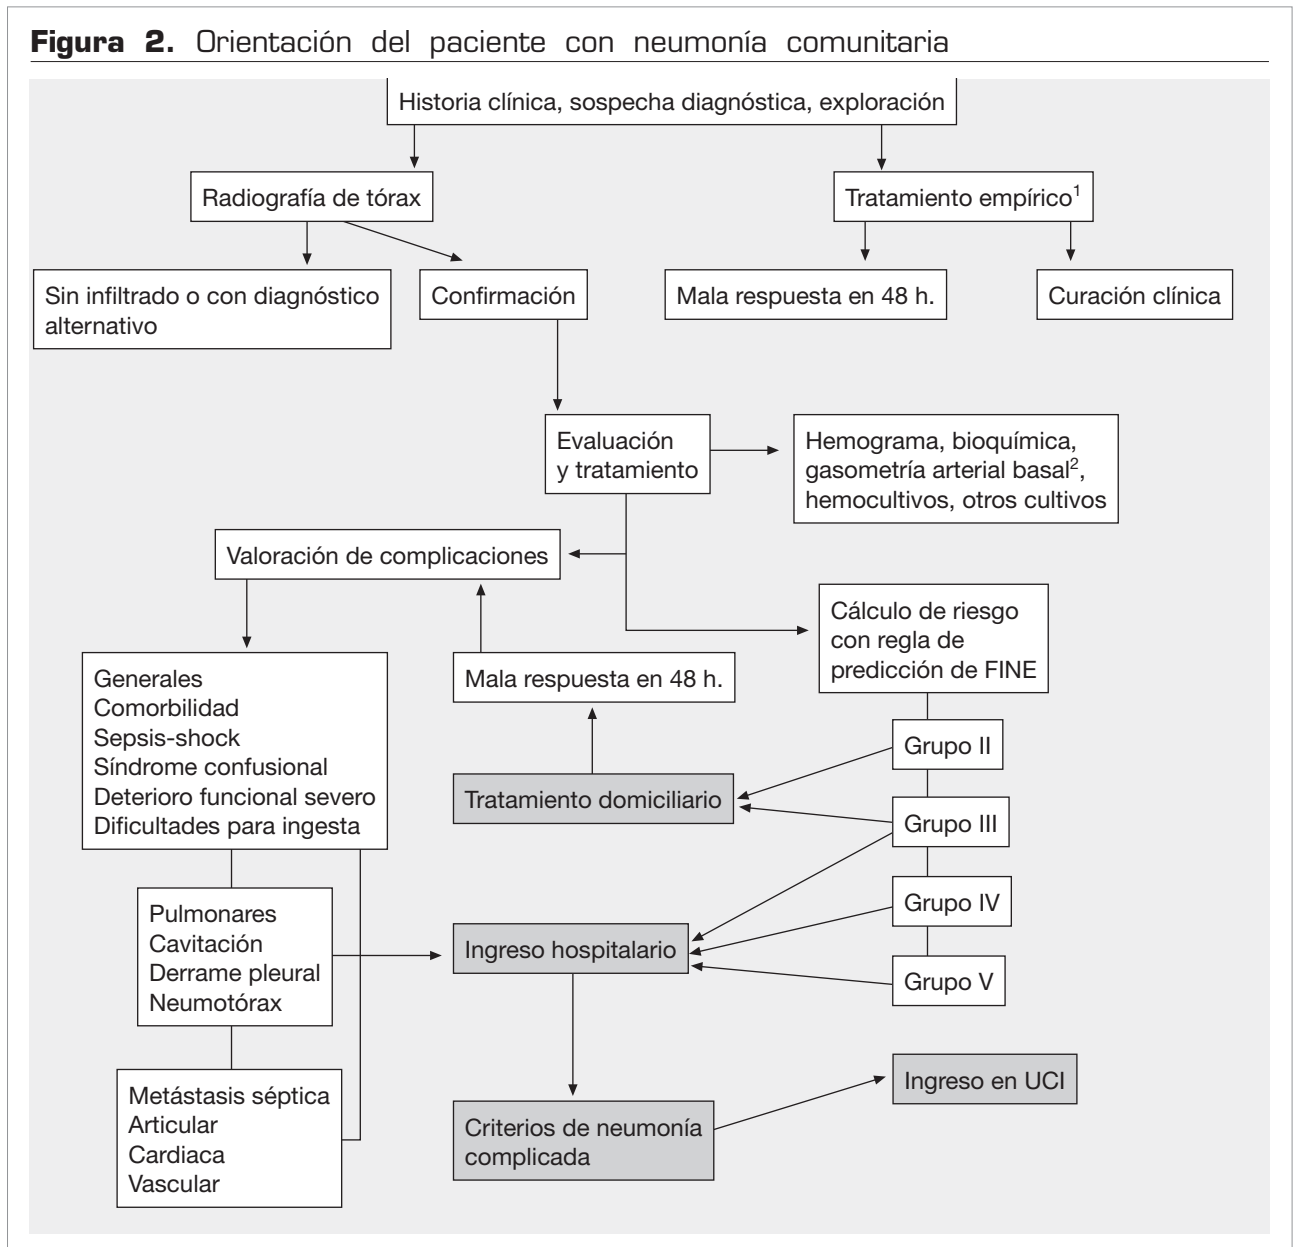 Figura 2. Orientación del paciente con neumonía comunitaria
Historia clínica, sospecha diagnóstica, exploración
Radiografía de tórax
Tratamiento empírico¹
Sin infiltrado o con diagnóstico
alternativo
Confirmación
Mala respuesta en 48 h.
Curación clínica
Evaluación
y tratamiento
Hemograma, bioquímica,
gasometría arterial basal²,
hemocultivos, otros cultivos
Valoración de complicaciones
Cálculo de riesgo
con regla de
predicción de FINE
Generales
Comorbilidad
Sepsis-shock
Síndrome confusional
Deterioro funcional severo
Dificultades para ingesta
Mala respuesta en 48 h.
Grupo II
Tratamiento domiciliario
Grupo III
Pulmonares
Cavitación
Derrame pleural
Neumotórax
Ingreso hospitalario
Grupo IV
Grupo V
Metástasis séptica
Articular
Cardiaca
Vascular
Criterios de neumonía
complicada
Ingreso en UCI